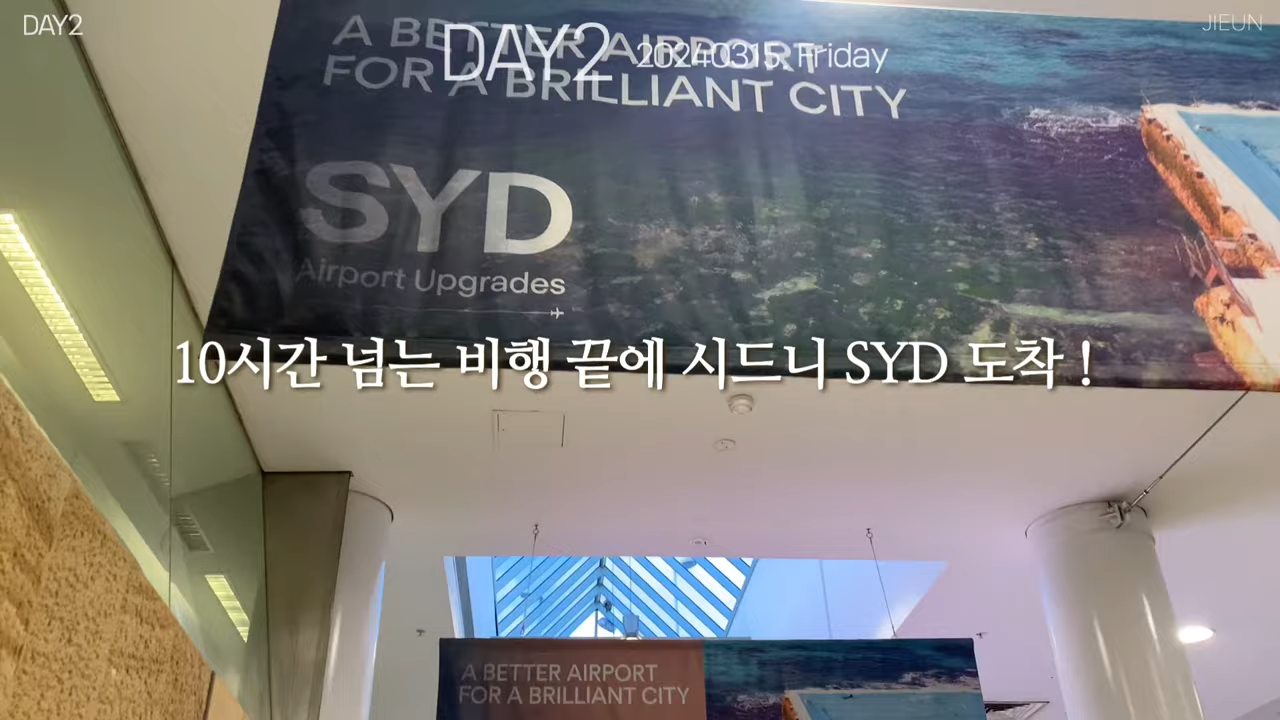 DAY2
JIEUN
A BETTER AIRPORT
FOR A BRILLIANT CITY
DAY2 20240315. Friday
SYD
Airport Upgrades
10시간 넘는 비행 끝에 시드니 SYD 도착 !
A BETTER AIRPORT
FOR A BRILLIANT CITY